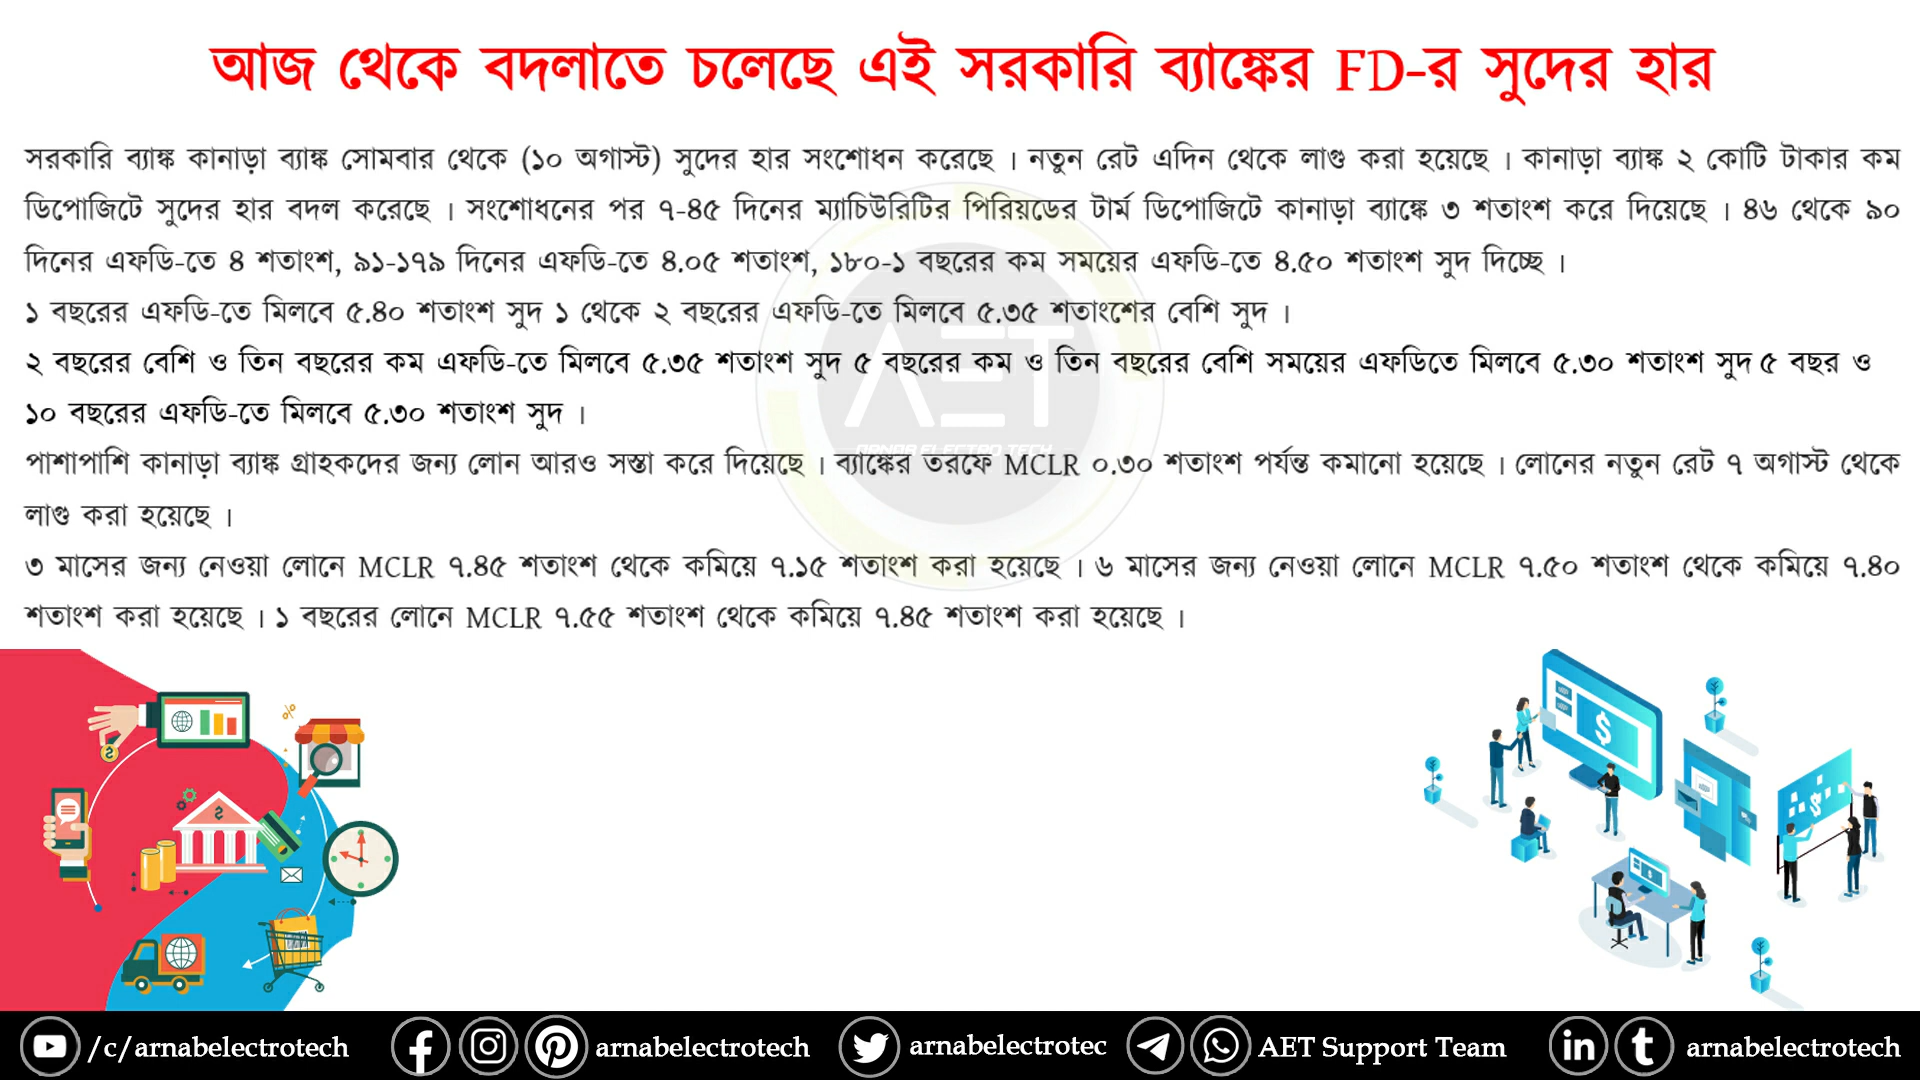 আজ থেকে বদলাতে চলেছে এই সরকারি ব্যাঙ্কের FD-র সুদের হার
সরকারি ব্যাঙ্ক কানাড়া ব্যাঙ্ক সোমবার থেকে (১০ অগাস্ট) সুদের হার সংশোধন করেছে । নতুন রেট এদিন থেকে লাগু করা হয়েছে । কানাড়া ব্যাঙ্ক ২ কোটি টাকার কম
ডিপোজিটে সুদের হার বদল করেছে । সংশোধনের পর ৭-৪৫ দিনের ম্যাচিউরিটির পিরিয়ডের টার্ম ডিপোজিটে কানাড়া ব্যাঙ্কে ৩ শতাংশ করে দিয়েছে । ৪৬ থেকে ৯০
দিনের এফডি-তে ৪ শতাংশ, ৯১-১৭৯ দিনের এফডি-তে ৪.০৫ শতাংশ, ১৮০-১ বছরের কম সময়ের এফডি-তে ৪.৫০ শতাংশ সুদ দিচ্ছে ।
১ বছরের এফডি-তে মিলবে ৫.৪০ শতাংশ সুদ ১ থেকে ২ বছরের এফডি-তে মিলবে ৫.৩৫ শতাংশের বেশি সুদ ।
২ বছরের বেশি ও তিন বছরের কম এফডি-তে মিলবে ৫.৩৫ শতাংশ সুদ ৫ বছরের কম ও তিন বছরের বেশি সময়ের এফডিতে মিলবে ৫.৩০ শতাংশ সুদ ৫ বছর ও
১০ বছরের এফডি-তে মিলবে ৫.৩০ শতাংশ সুদ ।
পাশাপাশি কানাড়া ব্যাঙ্ক গ্রাহকদের জন্য লোন আরও সস্তা করে দিয়েছে । ব্যাঙ্কের তরফে MCLR ০.৩০ শতাংশ পর্যন্ত কমানো হয়েছে । লোনের নতুন রেট ৭ অগাস্ট থেকে
লাগু করা হয়েছে ।
৩ মাসের জন্য নেওয়া লোনে MCLR ৭.৪৫ শতাংশ থেকে কমিয়ে ৭.১৫ শতাংশ করা হয়েছে । ৬ মাসের জন্য নেওয়া লোনে MCLR ৭.৫০ শতাংশ থেকে কমিয়ে ৭.৪০
শতাংশ করা হয়েছে । ১ বছরের লোনে MCLR ৭.৫৫ শতাংশ থেকে কমিয়ে ৭.৪৫ শতাংশ করা হয়েছে ।
AET
ARNAB ELECTRO TECH
/c/arnabelectrotech arnabelectrotech arnabelectrotec AET Support Team arnabelectrotech